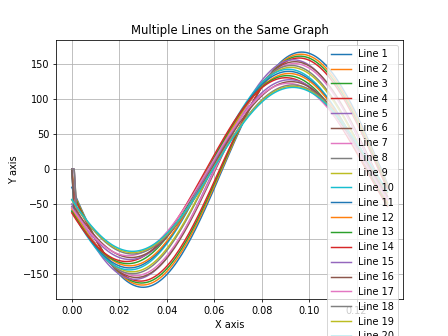 Multiple Lines on the Same Graph
150
100
50
0
−50
−100
−150
Y axis
0.00
0.02
0.04
0.06
0.08
0.10
X axis
Line 1
Line 2
Line 3
Line 4
Line 5
Line 6
Line 7
Line 8
Line 9
Line 10
Line 11
Line 12
Line 13
Line 14
Line 15
Line 16
Line 17
Line 18
Line 19
Line 20